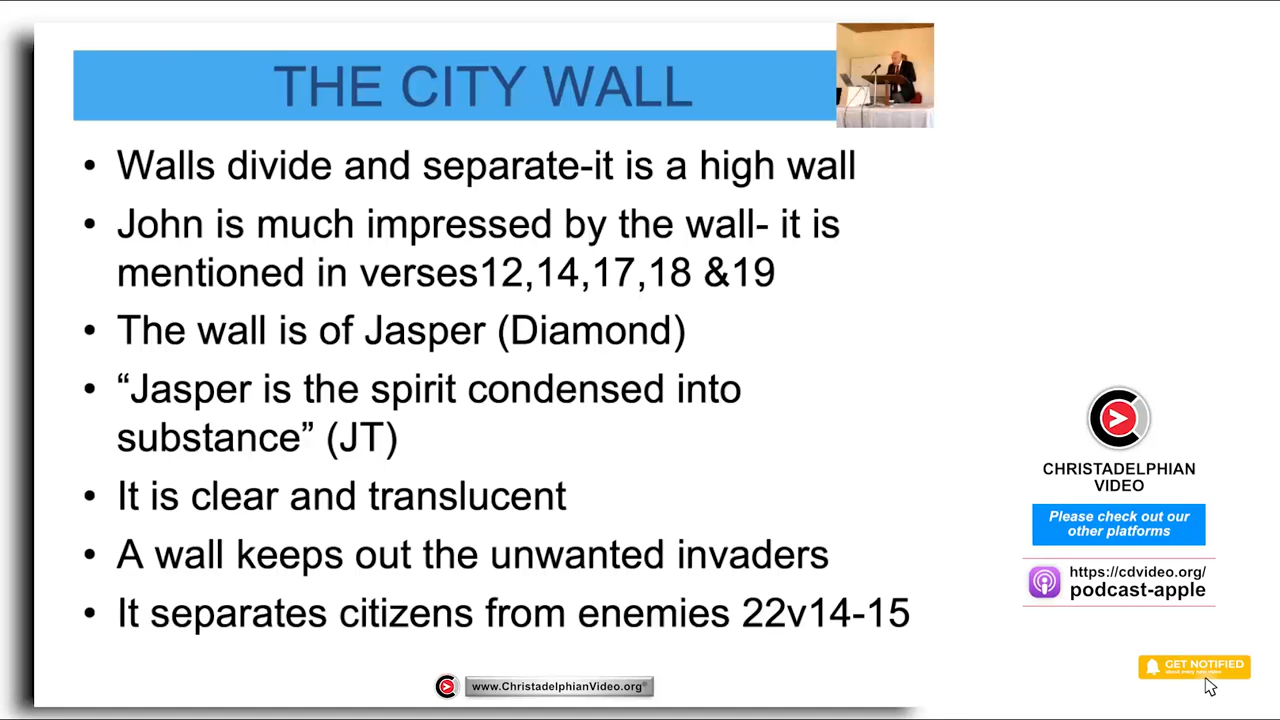 THE CITY WALL
• Walls divide and separate-it is a high wall
• John is much impressed by the wall- it is
mentioned in verses12,14,17,18 &19
• The wall is of Jasper (Diamond)
• “Jasper is the spirit condensed into
substance” (JT)
• It is clear and translucent
• A wall keeps out the unwanted invaders
• It separates citizens from enemies 22v14-15
CHRISTADELPHIAN
VIDEO
Please check out our
other platforms
https://cdvideo.org/
podcast-apple
GET NOTIFIED
about every new video
www.ChristadelphianVideo.org